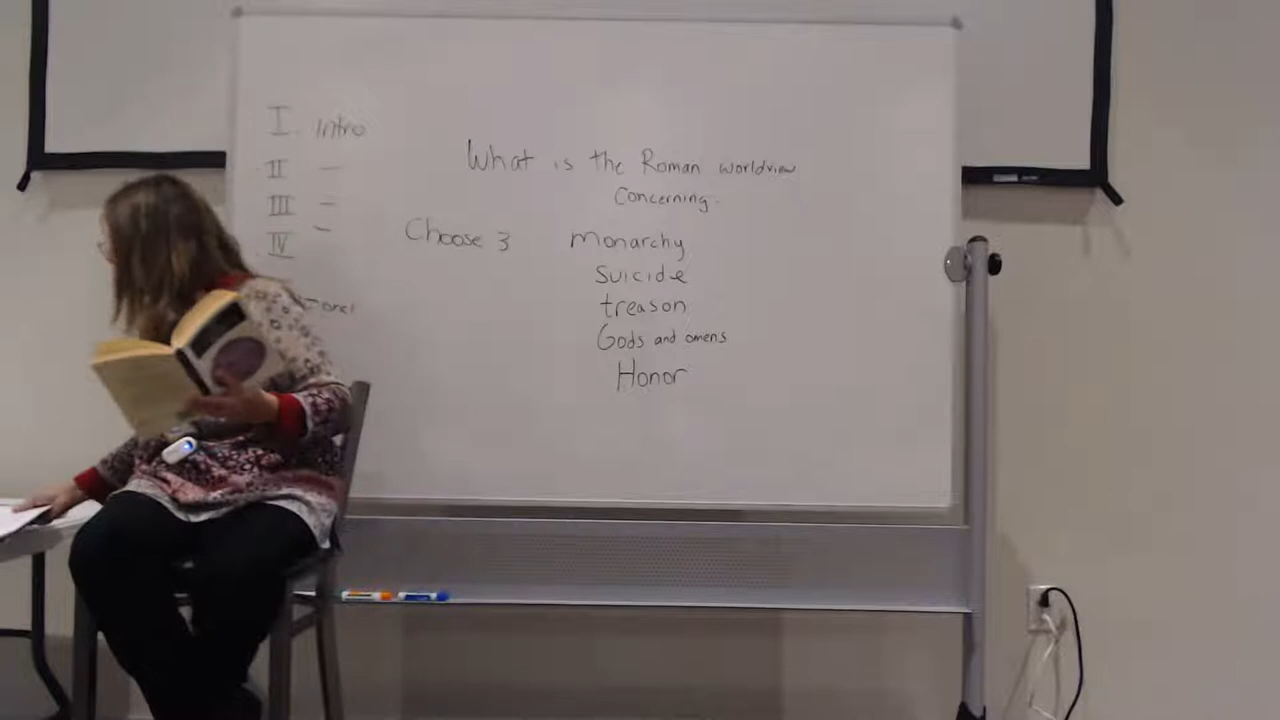 I. Intro
II –
III –
IV –
What is the Roman worldview
Concerning.
Choose 3
Monarchy
Suicide
treason
Gods and omens
Honor